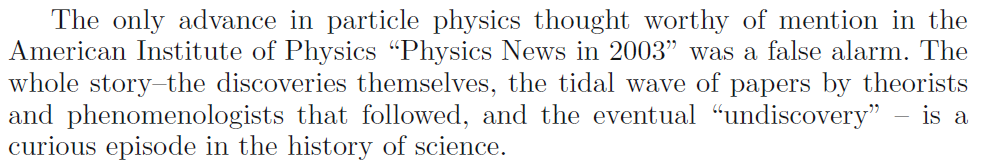 The only advance in particle physics thought worthy of mention in the
American Institute of Physics “Physics News in 2003” was a false alarm. The
whole story–the discoveries themselves, the tidal wave of papers by theorists
and phenomenologists that followed, and the eventual “undiscovery” – is a
curious episode in the history of science.